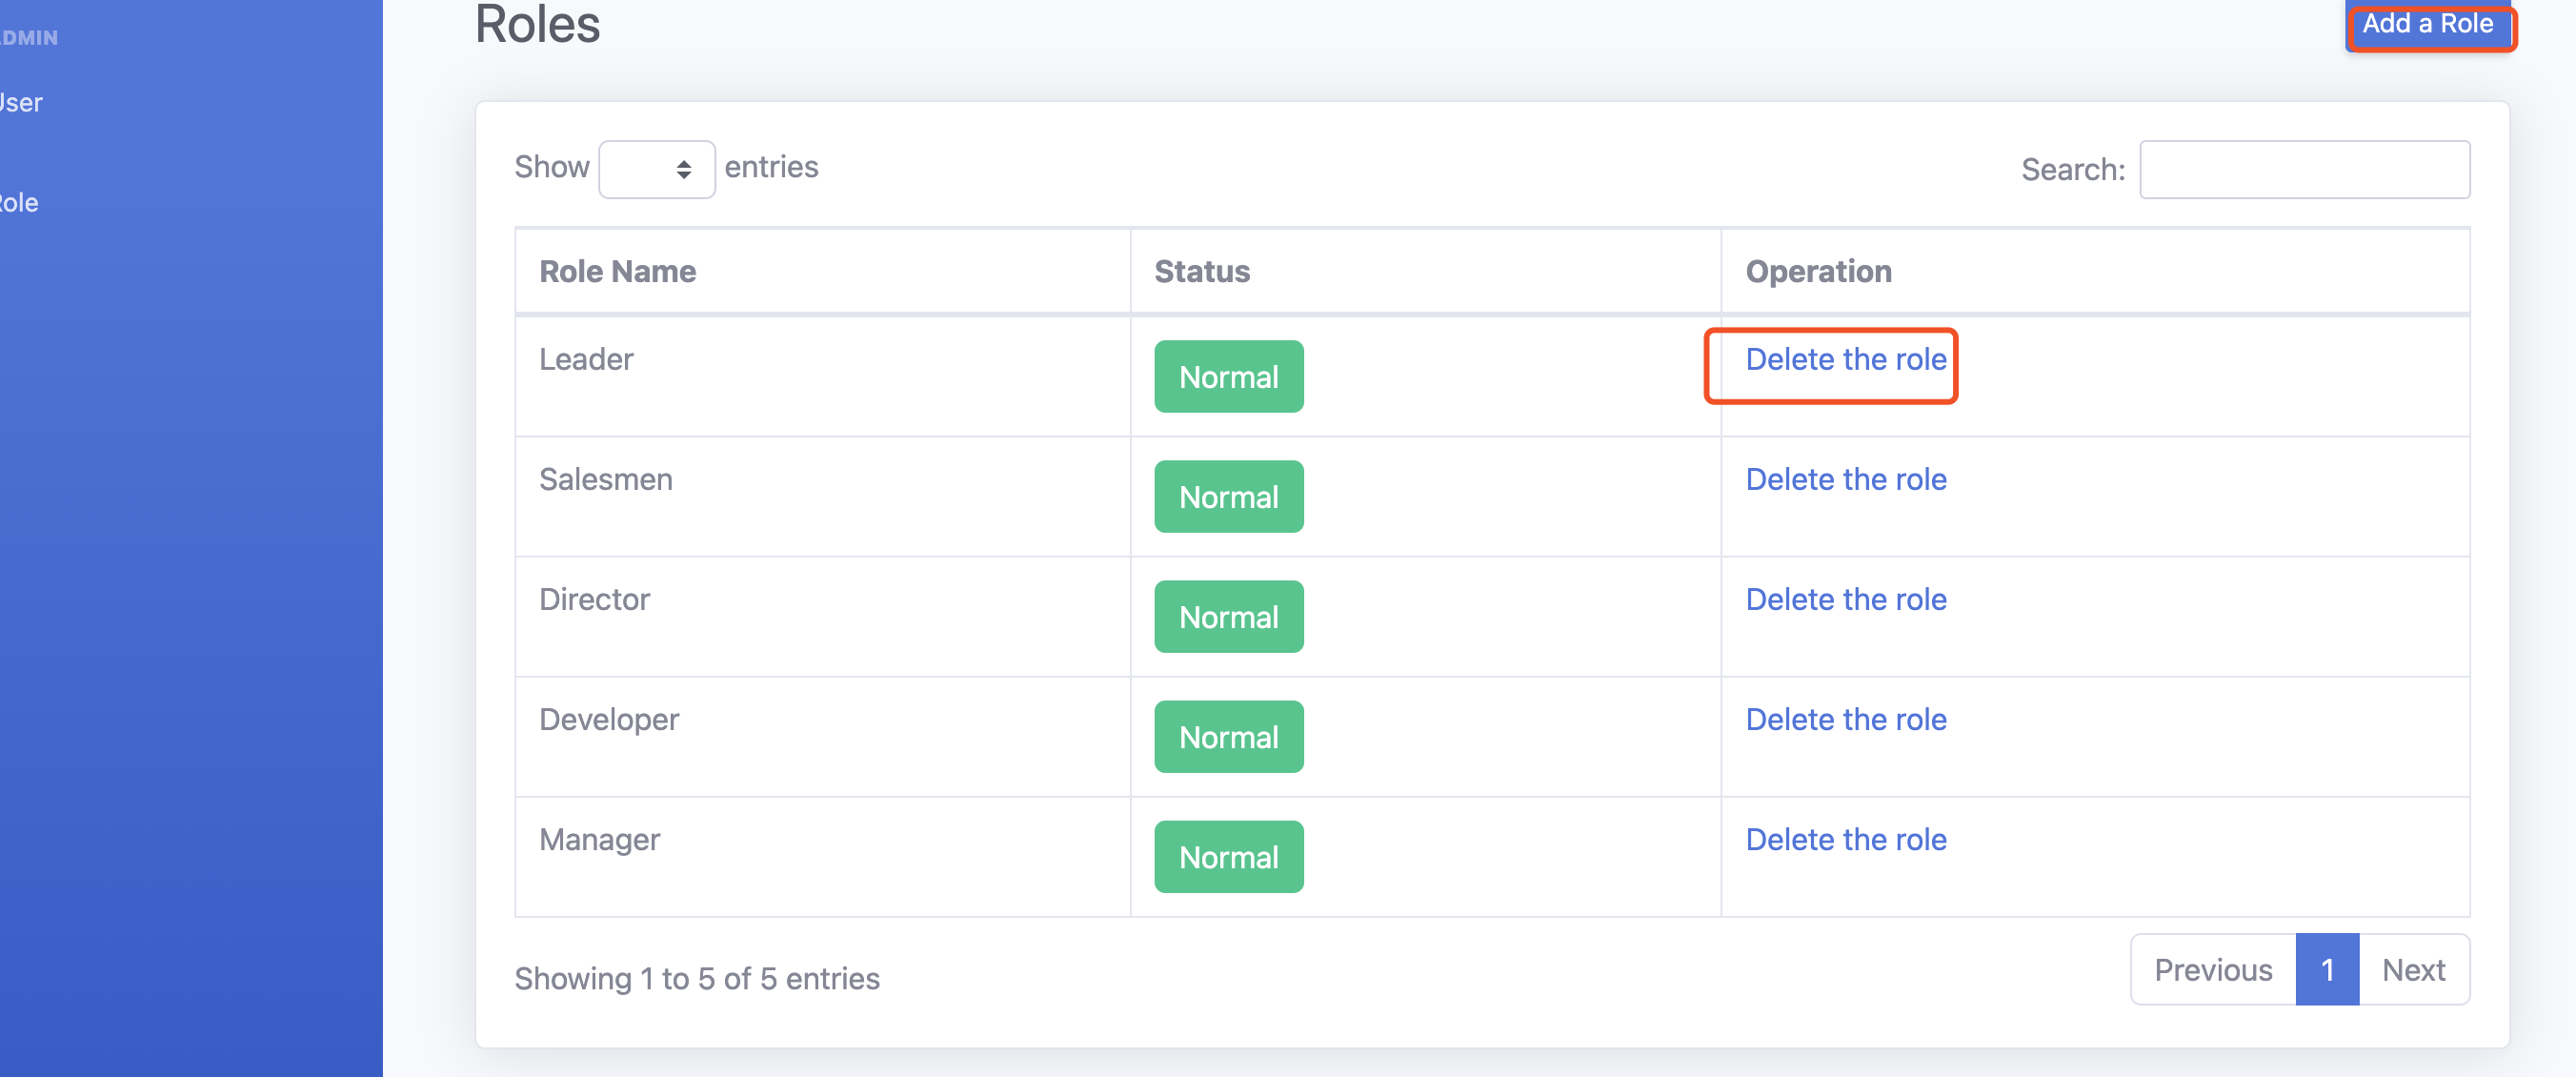 Roles
Add a Role
DMIN
User
Role
Show entries
Search:
Role Name Status Operation
Leader Normal Delete the role
Salesmen Normal Delete the role
Director Normal Delete the role
Developer Normal Delete the role
Manager Normal Delete the role
Showing 1 to 5 of 5 entries
Previous 1 Next